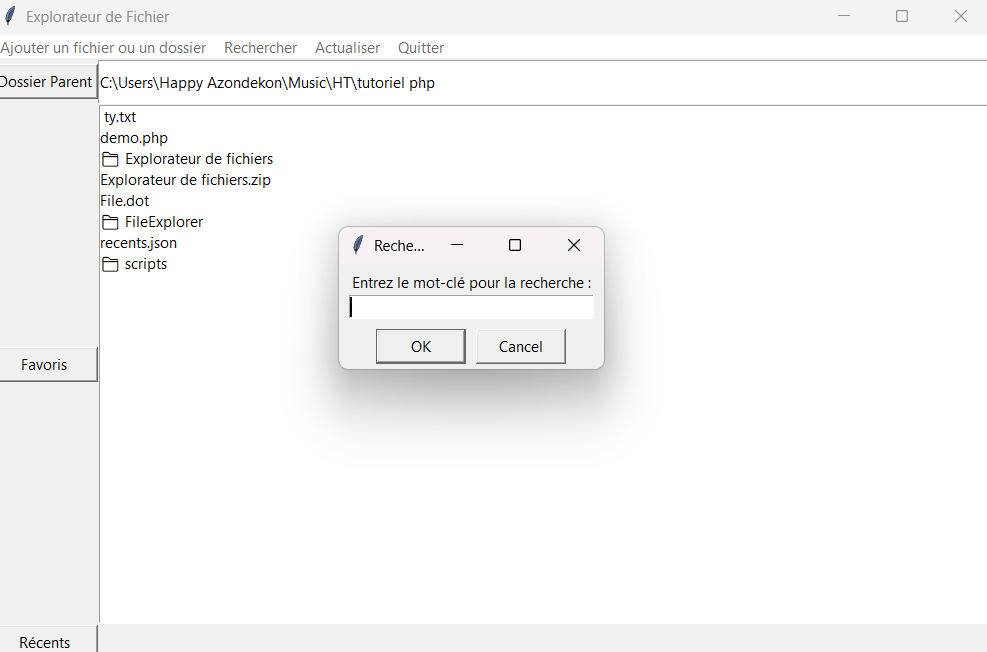 Explorateur de Fichier
Ajouter un fichier ou un dossier Rechercher Actualiser Quitter
Dossier Parent C:\Users\Happy Azondekon\Music\HT\tutoriel php
ty.txt
demo.php
Explorateur de fichiers
Explorateur de fichiers.zip
File.dot
FileExplorer
recents.json
scripts
Reche...
Entrez le mot-clé pour la recherche :
OK Cancel
Favoris
Récents